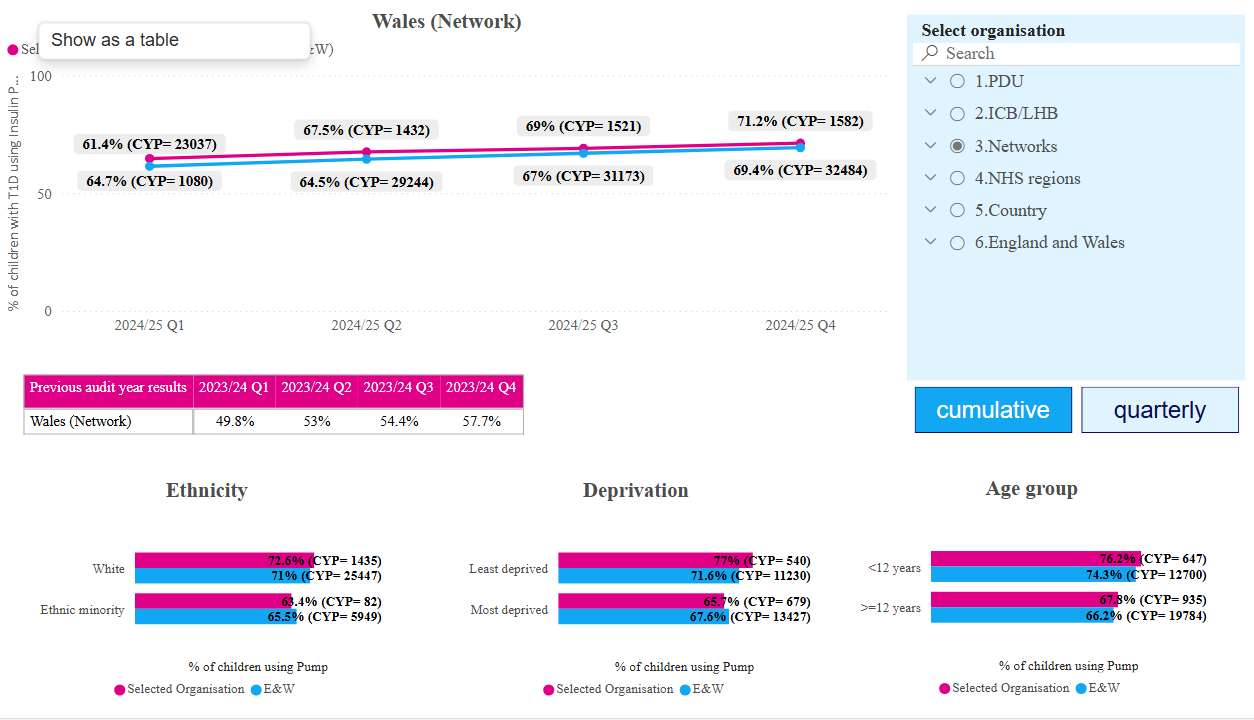 Wales (Network)
Show as a table
Sel
&W)
% of children with T1D using Insulin P...
100
50
0
61.4% (CYP= 23037)
64.7% (CYP= 1080)
67.5% (CYP= 1432)
64.5% (CYP= 29244)
69% (CYP= 1521)
67% (CYP= 31173)
71.2% (CYP= 1582)
69.4% (CYP= 32484)
2024/25 Q1 2024/25 Q2 2024/25 Q3 2024/25 Q4
Select organisation
Search
1.PDU
2.ICB/LHB
3.Networks
4.NHS regions
5.Country
6.England and Wales
cumulative quarterly
Previous audit year results 2023/24 Q1 2023/24 Q2 2023/24 Q3 2023/24 Q4
Wales (Network) 49.8% 53% 54.4% 57.7%
Ethnicity
White
72.6% (CYP= 1435)
71% (CYP= 25447)
Ethnic minority
63.4% (CYP= 82)
65.5% (CYP= 5949)
% of children using Pump
Selected Organisation E&W
Deprivation
Least deprived
77% (CYP= 540)
71.6% (CYP= 11230)
Most deprived
65.7% (CYP= 679)
67.6% (CYP= 13427)
% of children using Pump
Selected Organisation E&W
Age group
<12 years
76.2% (CYP= 647)
74.3% (CYP= 12700)
>=12 years
67.8% (CYP= 935)
66.2% (CYP= 19784)
% of children using Pump
Selected Organisation E&W